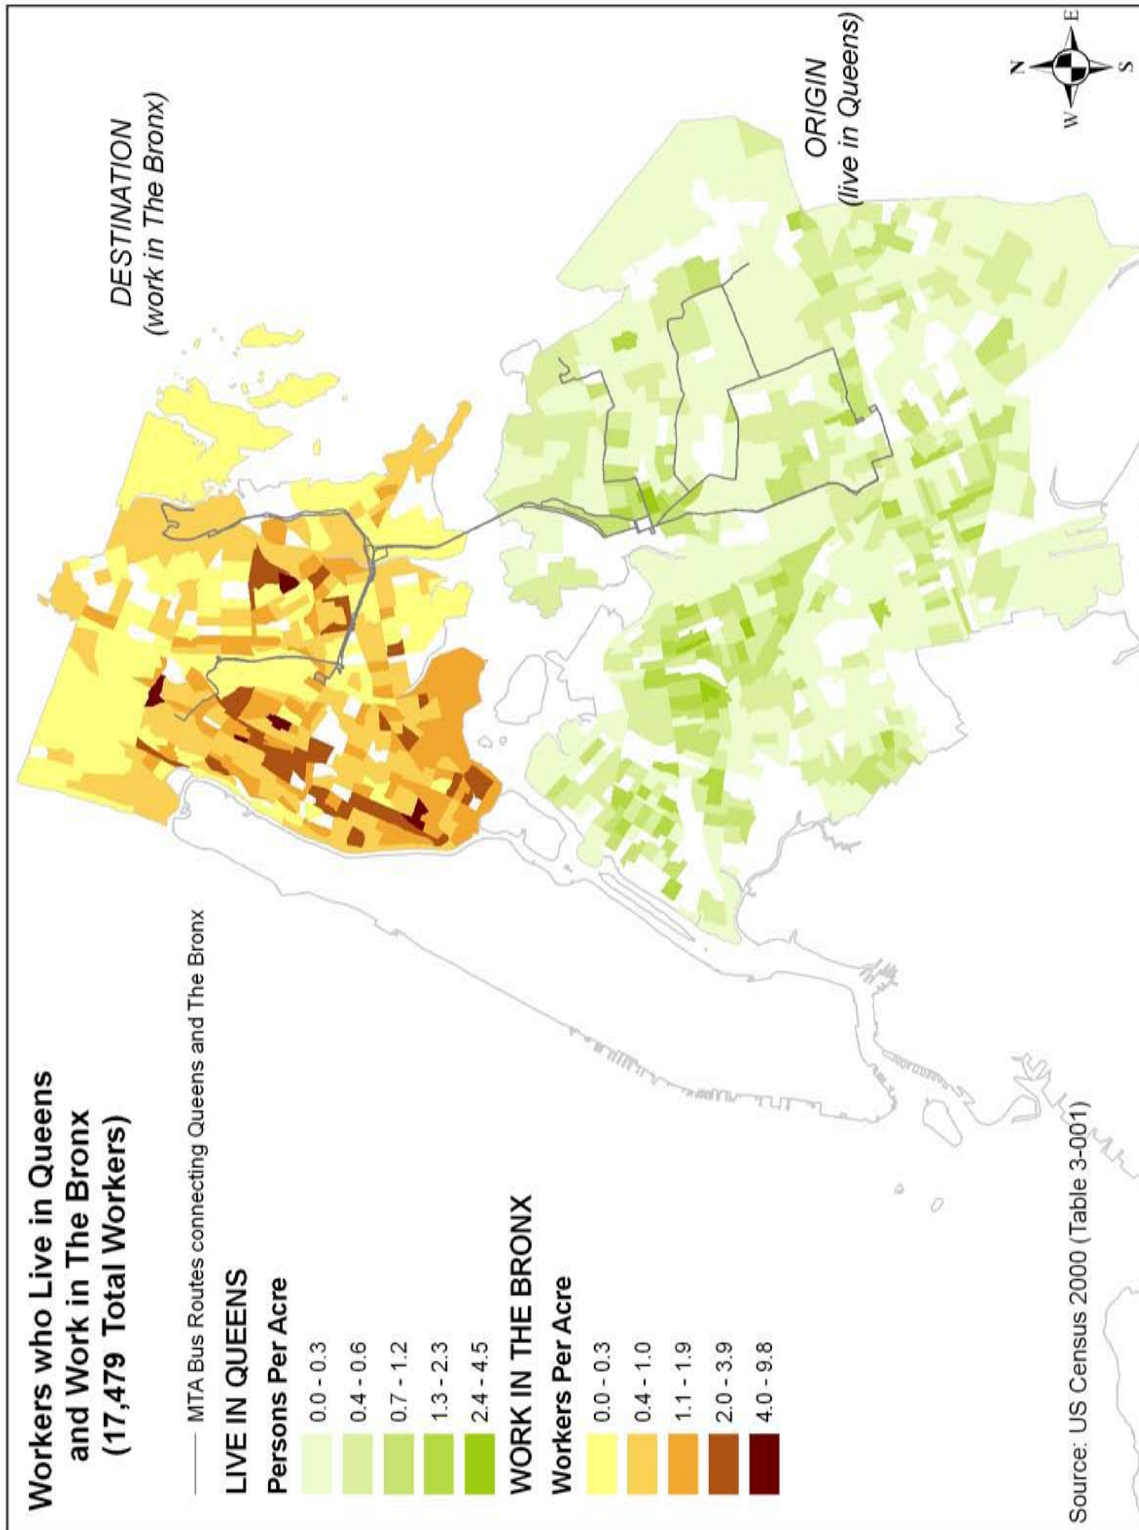 Workers who Live in Queens
and Work in The Bronx
(17,479 Total Workers)
MTA Bus Routes connecting Queens and The Bronx
LIVE IN QUEENS
Persons Per Acre
0.0 - 0.3
0.4 - 0.6
0.7 - 1.2
1.3 - 2.3
2.4 - 4.5
WORK IN THE BRONX
Workers Per Acre
0.0 - 0.3
0.4 - 1.0
1.1 - 1.9
2.0 - 3.9
4.0 - 9.8
Source: US Census 2000 (Table 3-001)
DESTINATION
(work in The Bronx)
ORIGIN
(live in Queens)
N
W
E
S